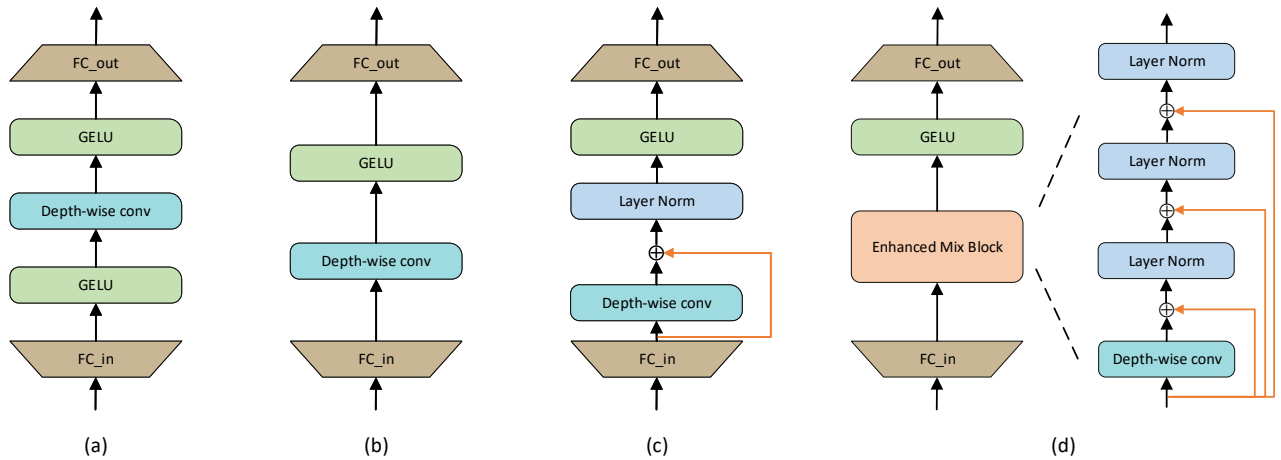 FC_out
GELU
Depth-wise conv
GELU
FC_in
(a)
FC_out
GELU
Depth-wise conv
FC_in
(b)
FC_out
GELU
Layer Norm
Depth-wise conv
FC_in
(c)
FC_out
GELU
Enhanced Mix Block
FC_in
Layer Norm
Layer Norm
Layer Norm
Depth-wise conv
(d)